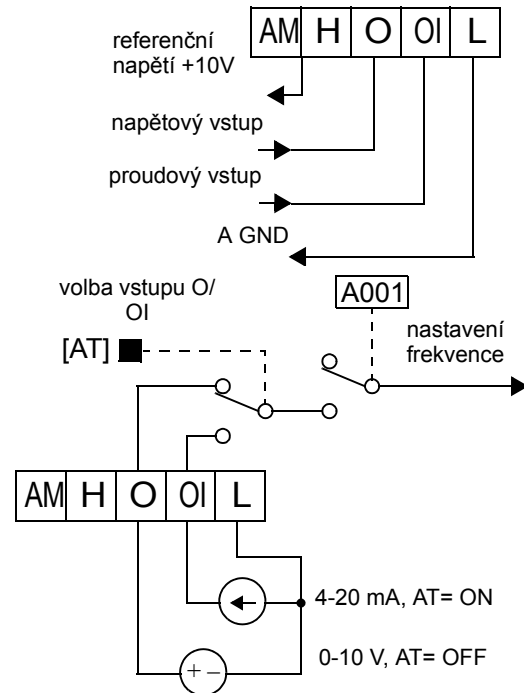 AM H O OI L
referenční
napětí +10V
napětový vstup
proudový vstup
A GND
volba vstupu O/
OI
[AT]
A001
nastavení
frekvence
AM H O OI L
4-20 mA, AT= ON
+ –
0-10 V, AT= OFF